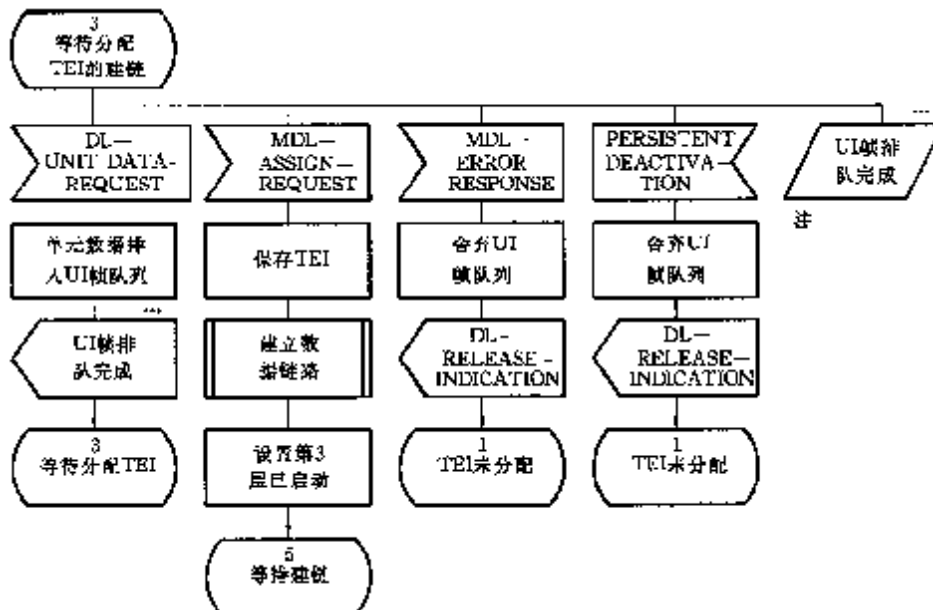 3
等待分配
TEI的建链
DL—
UNIT DATA-
REQUEST
MDL—
ASSIGN—
REQUEST
MDL -
ERROR
RESPONSE
PERSISTENT
DEACTIVA-
TION
UI帧排
队完成
注
单元数据排
入UI帧队列
保存TEI
舍弃UI
帧队列
舍弃UI
帧队列
UI帧排
队完成
建立数
据链路
DL—
RELEASE-
INDICATION
DL—
RELEASE—
INDICATION
3
等待分配TEI
设置第3
层已启动
1
TEI未分配
1
TEI未分配
5
等待建链